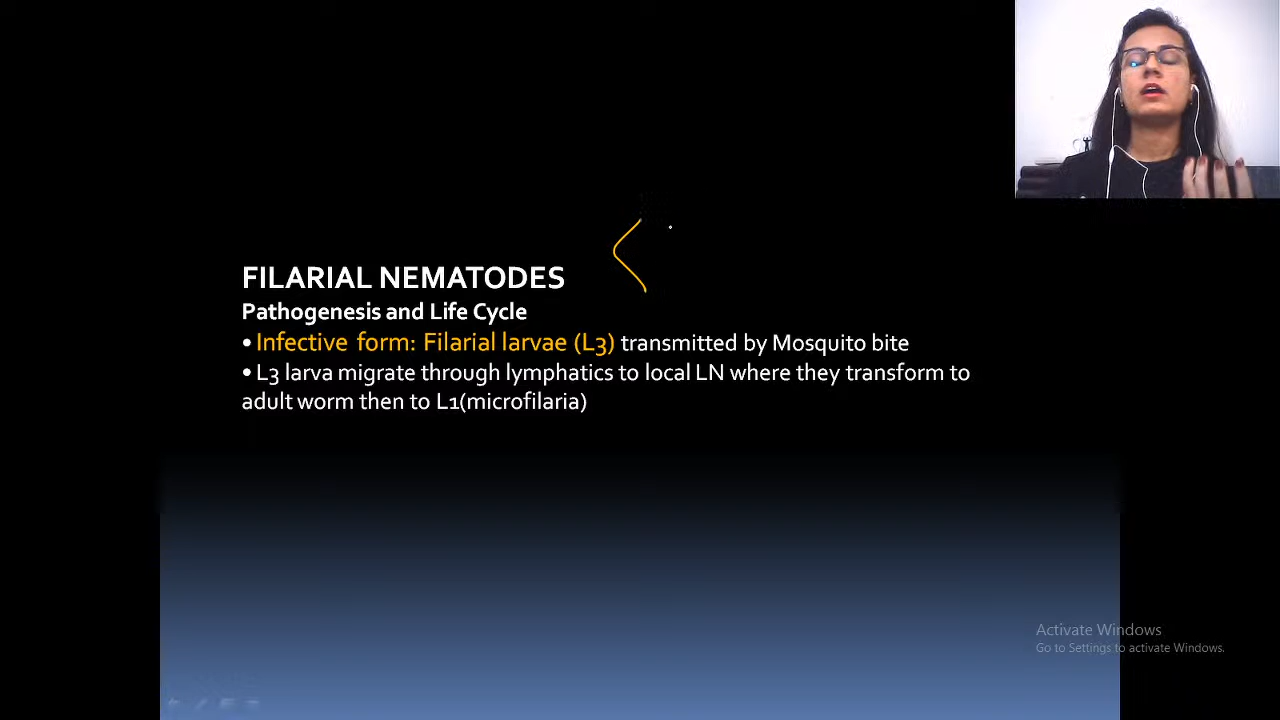 FILARIAL NEMATODES
Pathogenesis and Life Cycle
• Infective form: Filarial larvae (L3) transmitted by Mosquito bite
• L3 larva migrate through lymphatics to local LN where they transform to
adult worm then to L1(microfilaria)
Activate Windows
Go to Settings to activate Windows.